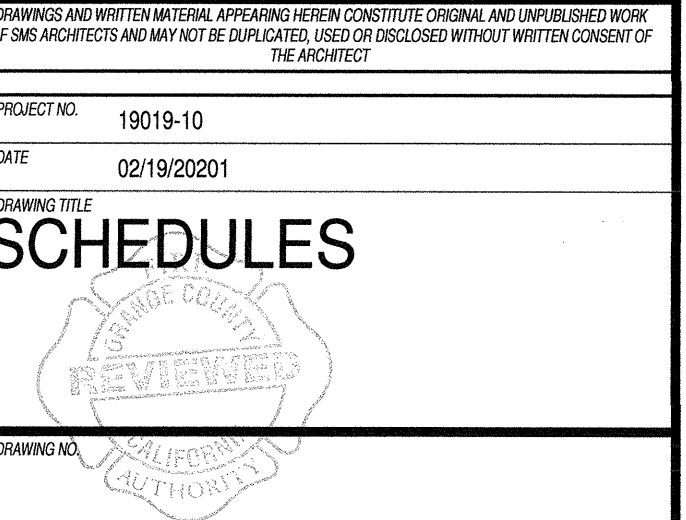 DRAWINGS AND WRITTEN MATERIAL APPEARING HEREIN CONSTITUTE ORIGINAL AND UNPUBLISHED WORK
OF SMS ARCHITECTS AND MAY NOT BE DUPLICATED, USED OR DISCLOSED WITHOUT WRITTEN CONSENT OF
THE ARCHITECT
PROJECT NO.
19019-10
DATE
02/19/20201
DRAWING TITLE
SCHEDULES
FIRE
ORANGE COUNTY
REVIEWED
CALIFORNIA
AUTHORITY
DRAWING NO.